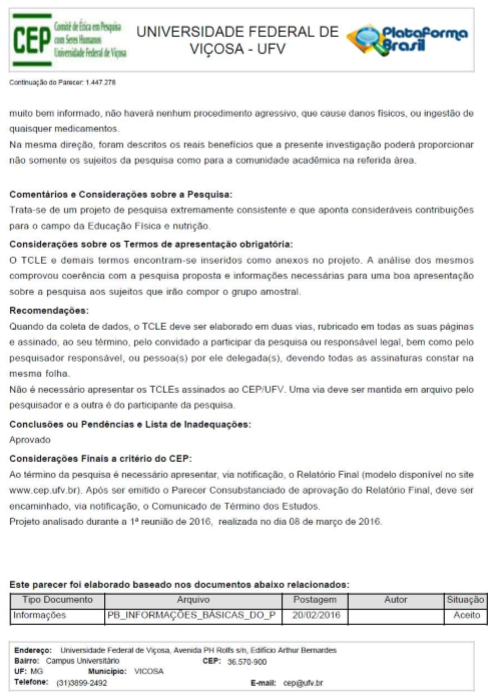 CEP
Comitê de Ética em Pesquisa
com Seres Humanos
Universidade Federal de Viçosa
UNIVERSIDADE FEDERAL DE
VIÇOSA - UFV
Plataforma
Brasil
Continuação do Parecer: 1.447.278
muito bem informado, não haverá nenhum procedimento agressivo, que cause danos físicos, ou ingestão de
quaisquer medicamentos.
Na mesma direção, foram descritos os reais benefícios que a presente investigação poderá proporcionar
não somente os sujeitos da pesquisa como para a comunidade acadêmica na referida área.
Comentários e Considerações sobre a Pesquisa:
Trata-se de um projeto de pesquisa extremamente consistente e que aponta consideráveis contribuições
para o campo da Educação Física e nutrição.
Considerações sobre os Termos de apresentação obrigatória:
O TCLE e demais termos encontram-se inseridos como anexos no projeto. A análise dos mesmos
comprovou coerência com a pesquisa proposta e informações necessárias para uma boa apresentação
sobre a pesquisa aos sujeitos que irão compor o grupo amostral.
Recomendações:
Quando da coleta de dados, o TCLE deve ser elaborado em duas vias, rubricado em todas as suas páginas
e assinado, ao seu término, pelo convidado a participar da pesquisa ou responsável legal, bem como pelo
pesquisador responsável, ou pessoa(s) por ele delegada(s), devendo todas as assinaturas constar na
mesma folha.
Não é necessário apresentar os TCLEs assinados ao CEP/UFV. Uma via deve ser mantida em arquivo pelo
pesquisador e a outra é do participante da pesquisa.
Conclusões ou Pendências e Lista de Inadequações:
Aprovado
Considerações Finais a critério do CEP:
Ao término da pesquisa é necessário apresentar, via notificação, o Relatório Final (modelo disponível no site
www.cep.ufv.br). Após ser emitido o Parecer Consubstanciado de aprovação do Relatório Final, deve ser
encaminhado, via notificação, o Comunicado de Término dos Estudos.
Projeto analisado durante a 1ª reunião de 2016, realizada no dia 08 de março de 2016.
Este parecer foi elaborado baseado nos documentos abaixo relacionados:
Tipo Documento Arquivo Postagem Autor Situação
Informações PB_INFORMAÇÕES_BÁSICAS_DO_P 20/02/2016 Aceito
Endereço: Universidade Federal de Viçosa, Avenida PH Rolfs s/n, Edifício Arthur Bernardes
Bairro: Campus Universitário CEP: 36.570-900
UF: MG Município: VICOSA
Telefone: (31)3899-2492 E-mail: cep@ufv.br